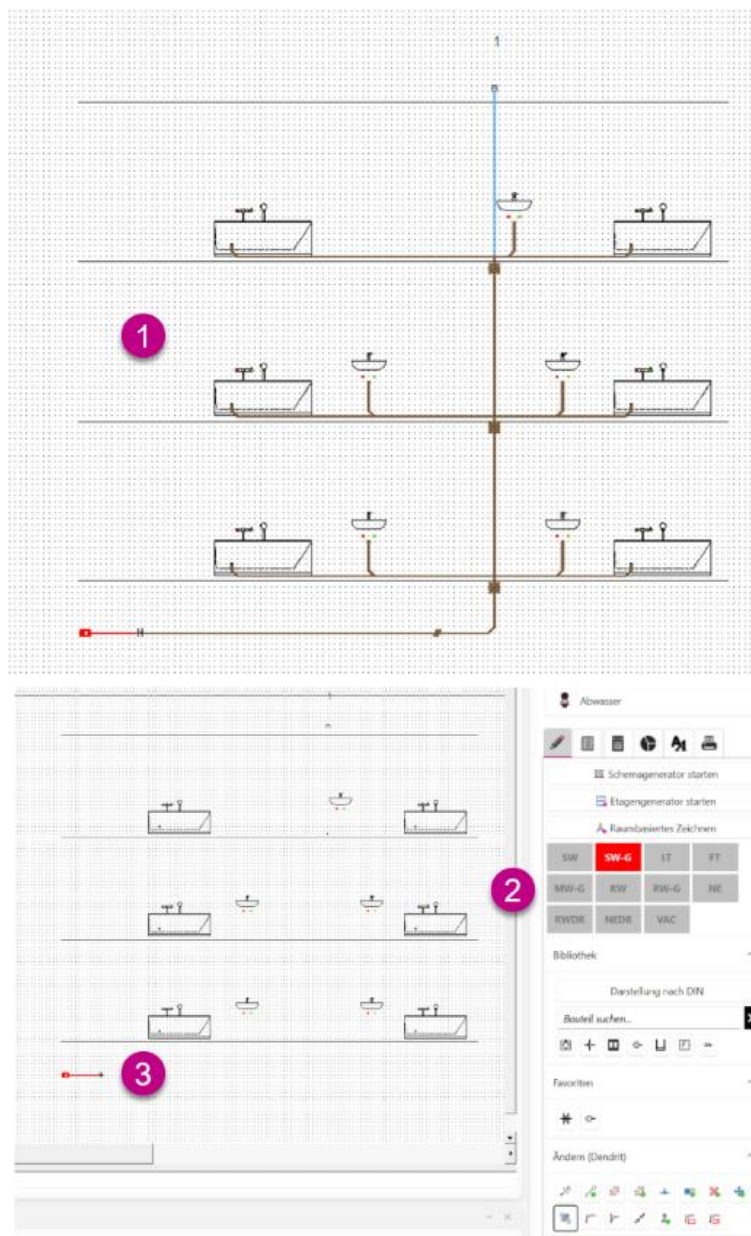 1
1
1
Abwasser
Schemagenerator starten
Etagengenerator starten
Raumbasiertes Zeichnen
SW SW-G LT FT
2
MW-G RW RW-G NE
RWDR NEDR VAC
Bibliothek
Darstellung nach DIN
Bauteil suchen...
3
Favoriten
Ändern (Dendrit)